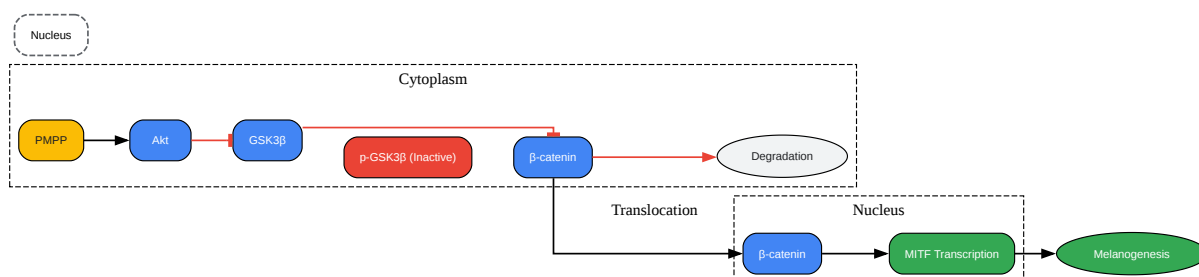 Nucleus
Cytoplasm
PMPP
Akt
GSK3β
p-GSK3β (Inactive)
β-catenin
Degradation
Translocation
Nucleus
β-catenin
MITF Transcription
Melanogenesis